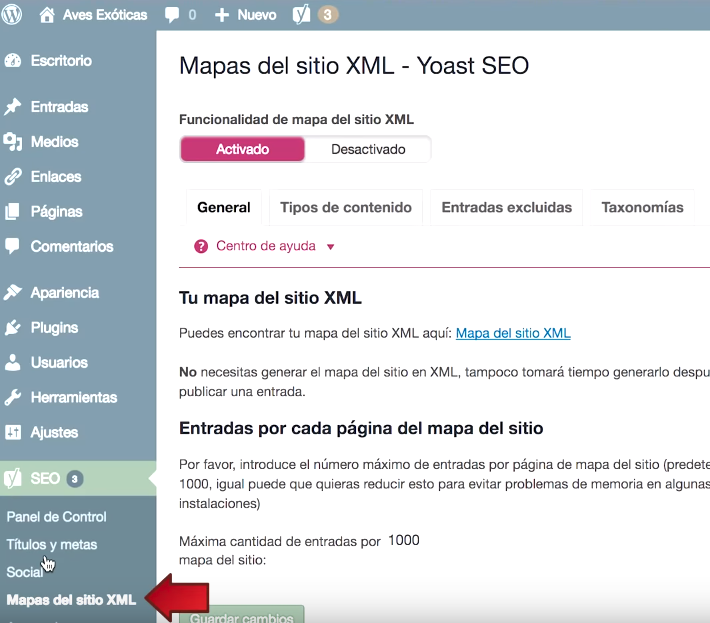 Aves Exóticas 0 Nuevo 3
Escritorio
Entradas
Medios
Enlaces
Páginas
Comentarios
Apariencia
Plugins
Usuarios
Herramientas
Ajustes
SEO 3
Panel de Control
Títulos y metas
Social
Mapas del sitio XML
Mapas del sitio XML - Yoast SEO
Funcionalidad de mapa del sitio XML
Activado Desactivado
General Tipos de contenido Entradas excluidas Taxonomías
? Centro de ayuda
Tu mapa del sitio XML
Puedes encontrar tu mapa del sitio XML aquí: Mapa del sitio XML
No necesitas generar el mapa del sitio en XML, tampoco tomará tiempo generarlo despu
publicar una entrada.
Entradas por cada página del mapa del sitio
Por favor, introduce el número máximo de entradas por página de mapa del sitio (predete
1000, igual puede que quieras reducir esto para evitar problemas de memoria en algunas
instalaciones)
Máxima cantidad de entradas por 1000
mapa del sitio:
Guardar cambios